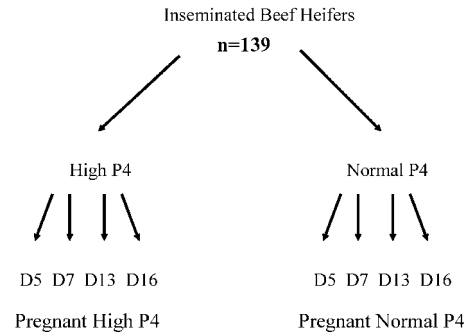 Inseminated Beef Heifers
n=139
High P4 Normal P4
D5 D7 D13 D16 D5 D7 D13 D16
Pregnant High P4 Pregnant Normal P4